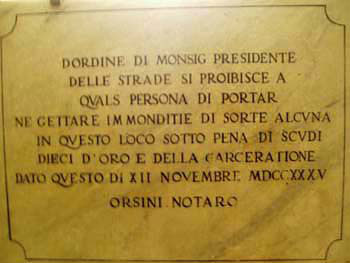 DORDINE DI MONSIG PRESIDENTE
DELLE STRADE SI PROIBISCE A
QVALS PERSONA DI PORTAR
NE GETTARE IMMONDITIE DI SORTE ALCVNA
IN QVESTO LOCO SOTTO PENA DI SCVDI
DIECI D'ORO E DELLA CARCERATIONE
DATO QVESTO DI XII NOVEMBRE MDCCXXXV
ORSINI NOTARO